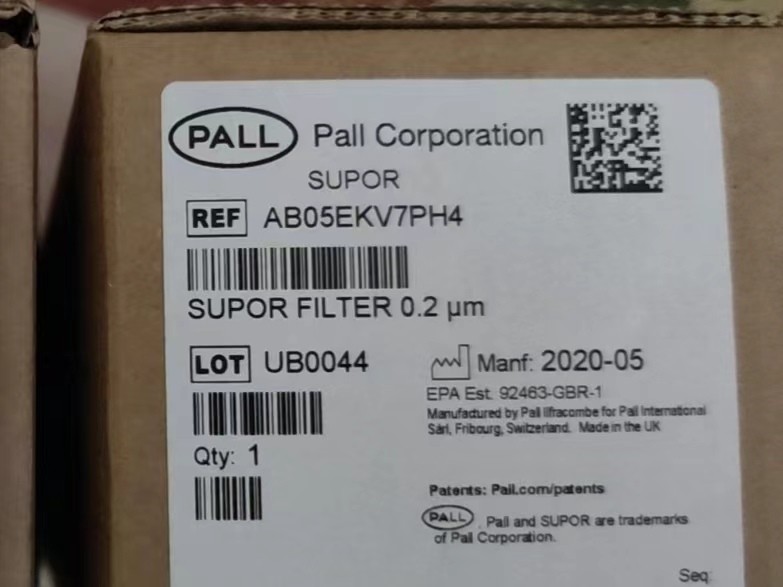 PALL Pall Corporation
SUPOR
REF AB05EKV7PH4
SUPOR FILTER 0.2 µm
LOT UB0044
Manf: 2020-05
EPA Est. 92463-GBR-1
Manufactured by Pall Ilfracombe for Pall International
Sàrl, Fribourg, Switzerland. Made in the UK
Qty: 1
Patents: Pall.com/patents
PALL , Pall and SUPOR are trademarks
of Pall Corporation.
Seq: